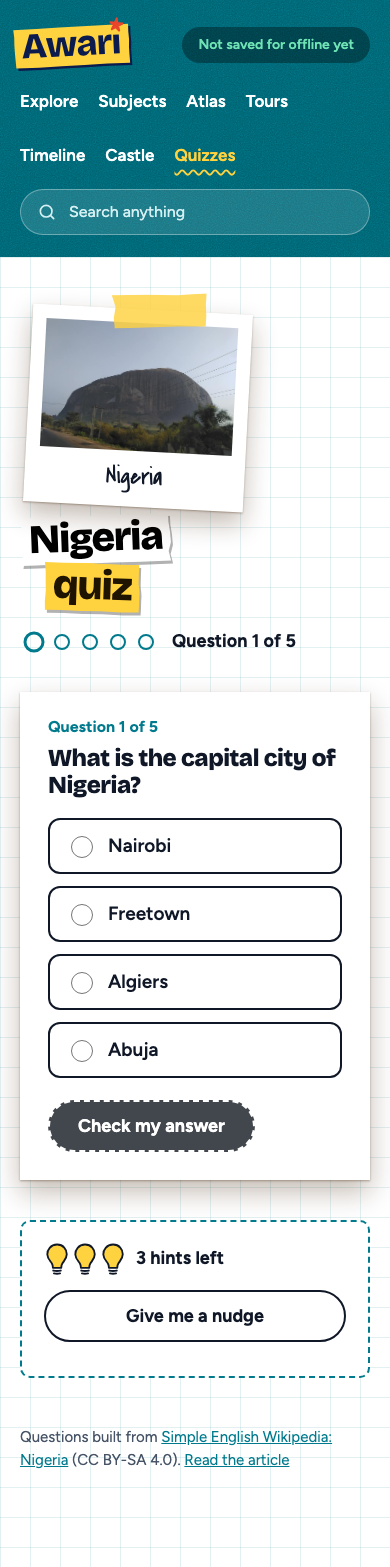 Awari
Not saved for offline yet
Explore Subjects Atlas Tours
Timeline Castle Quizzes
Search anything
Nigeria
Nigeria
quiz
Question 1 of 5
Question 1 of 5
What is the capital city of
Nigeria?
Nairobi
Freetown
Algiers
Abuja
Check my answer
3 hints left
Give me a nudge
Questions built from Simple English Wikipedia:
Nigeria (CC BY-SA 4.0). Read the article